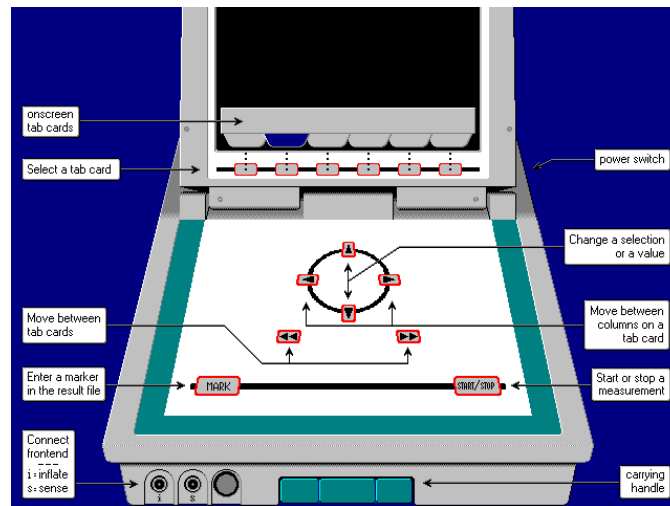 onscreen
tab cards
Select a tab card
power switch
Change a selection
or a value
Move between
tab cards
Move between
columns on a
tab card
Enter a marker
in the result file
MARK
START/STOP
Start or stop a
measurement
Connect
frontend
---
i=inflate
s=sense
i
s
carrying
handle